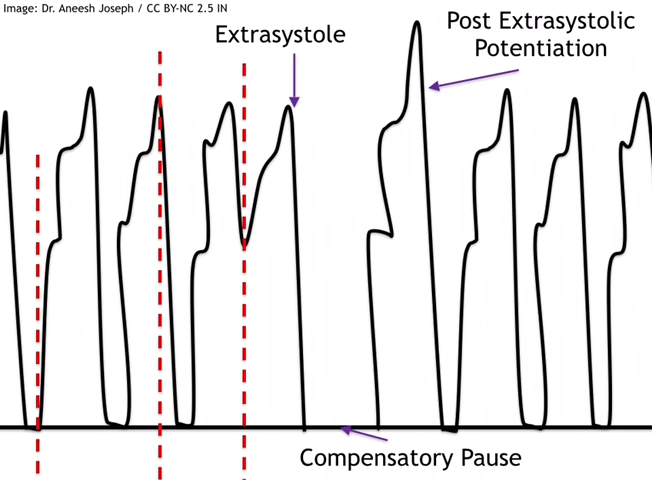 Image: Dr. Aneesh Joseph / CC BY-NC 2.5 IN
Extrasystole
Post Extrasystolic
Potentiation
Compensatory Pause